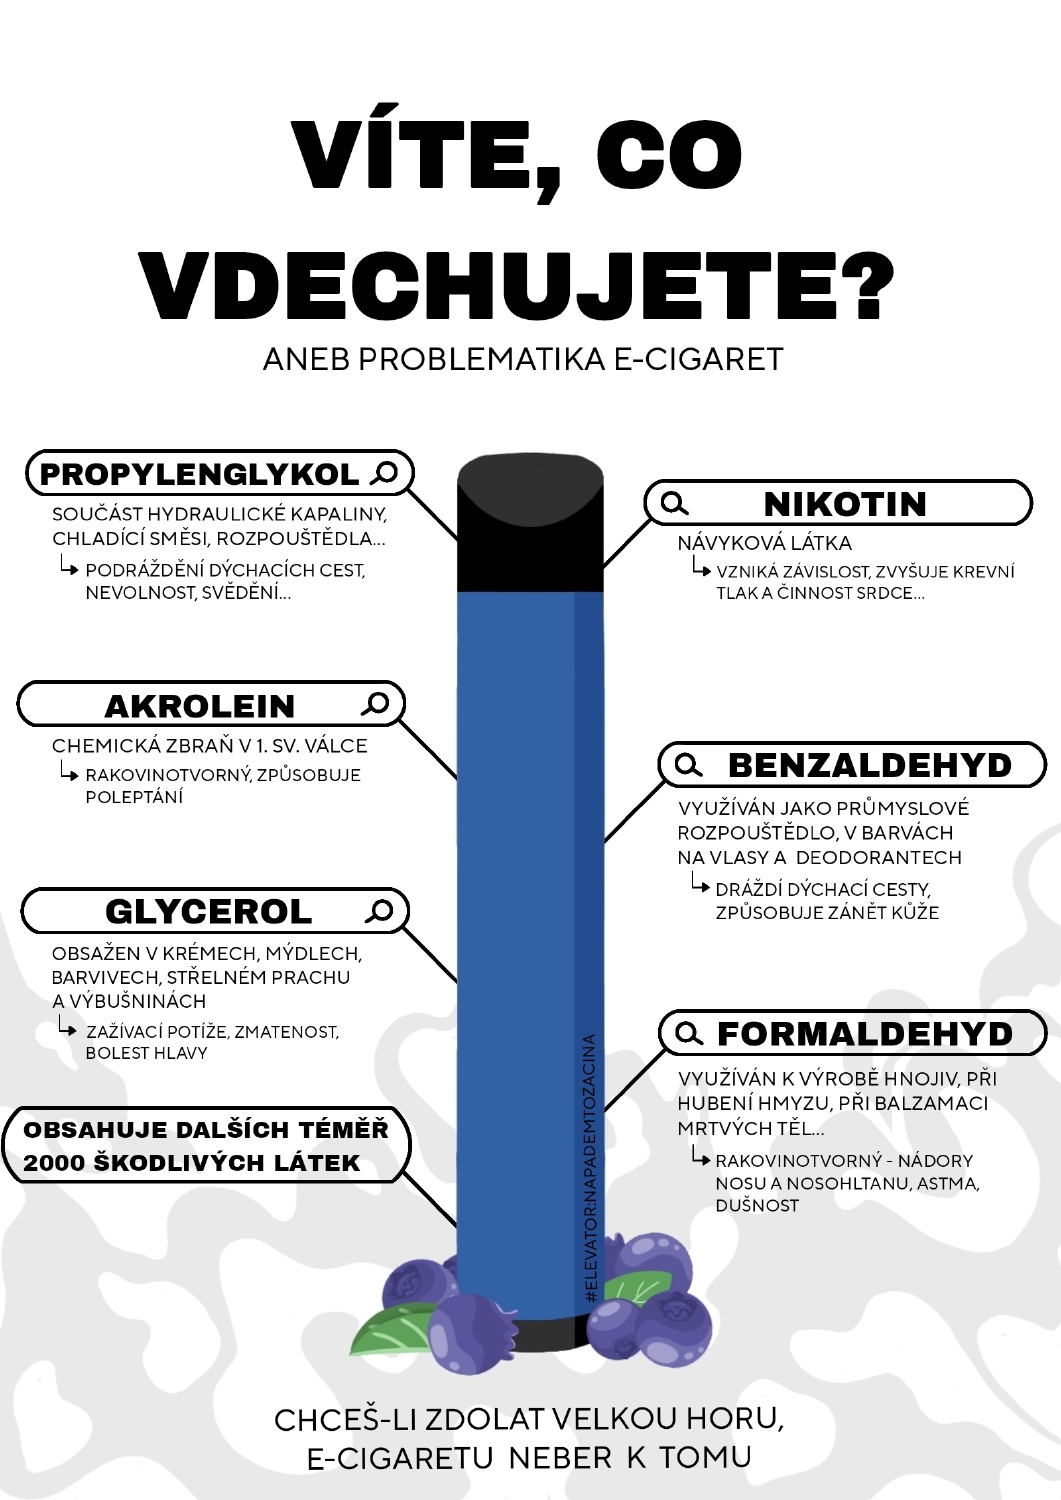 VÍTE, CO
VDECHUJETE?
ANEB PROBLEMATIKA E-CIGARET
PROPYLENGLYKOL
SOUČÁST HYDRAULICKÉ KAPALINY,
CHLADÍCÍ SMĚSI, ROZPOUŠTĚDLA...
PODRÁŽDĚNÍ DÝCHACÍCH CEST,
NEVOLNOST, SVĚDĚNÍ...
NIKOTIN
NÁVYKOVÁ LÁTKA
VZNIKÁ ZÁVISLOST, ZVYŠUJE KREVNÍ
TLAK A ČINNOST SRDCE...
AKROLEIN
CHEMICKÁ ZBRAŇ V 1. SV. VÁLCE
RAKOVINOTVORNÝ, ZPŮSOBUJE
POLEPTÁNÍ
BENZALDEHYD
VYUŽÍVÁN JAKO PRŮMYSLOVÉ
ROZPOUŠTĚDLO, V BARVÁCH
NA VLASY A DEODORANTECH
DRÁŽDÍ DÝCHACÍ CESTY,
ZPŮSOBUJE ZÁNĚT KŮŽE
GLYCEROL
OBSAŽEN V KRÉMECH, MÝDLECH,
BARVIVECH, STŘELNÉM PRACHU
A VÝBUŠNINÁCH
ZAŽÍVACÍ POTÍŽE, ZMATENOST,
BOLEST HLAVY
FORMALDEHYD
VYUŽÍVÁN K VÝROBĚ HNOJIV, PŘI
HUBENÍ HMYZU, PŘI BALZAMACI
MRTVÝCH TĚL...
RAKOVINOTVORNÝ - NÁDORY
NOSU A NOSOHLTANU, ASTMA,
DUŠNOST
OBSAHUJE DALŠÍCH TÉMĚŘ
2000 ŠKODLIVÝCH LÁTEK
#ELEVATOR:NAPADEMTOZACINA
CHCEŠ-LI ZDOLAT VELKOU HORU,
E-CIGARETU NEBER K TOMU